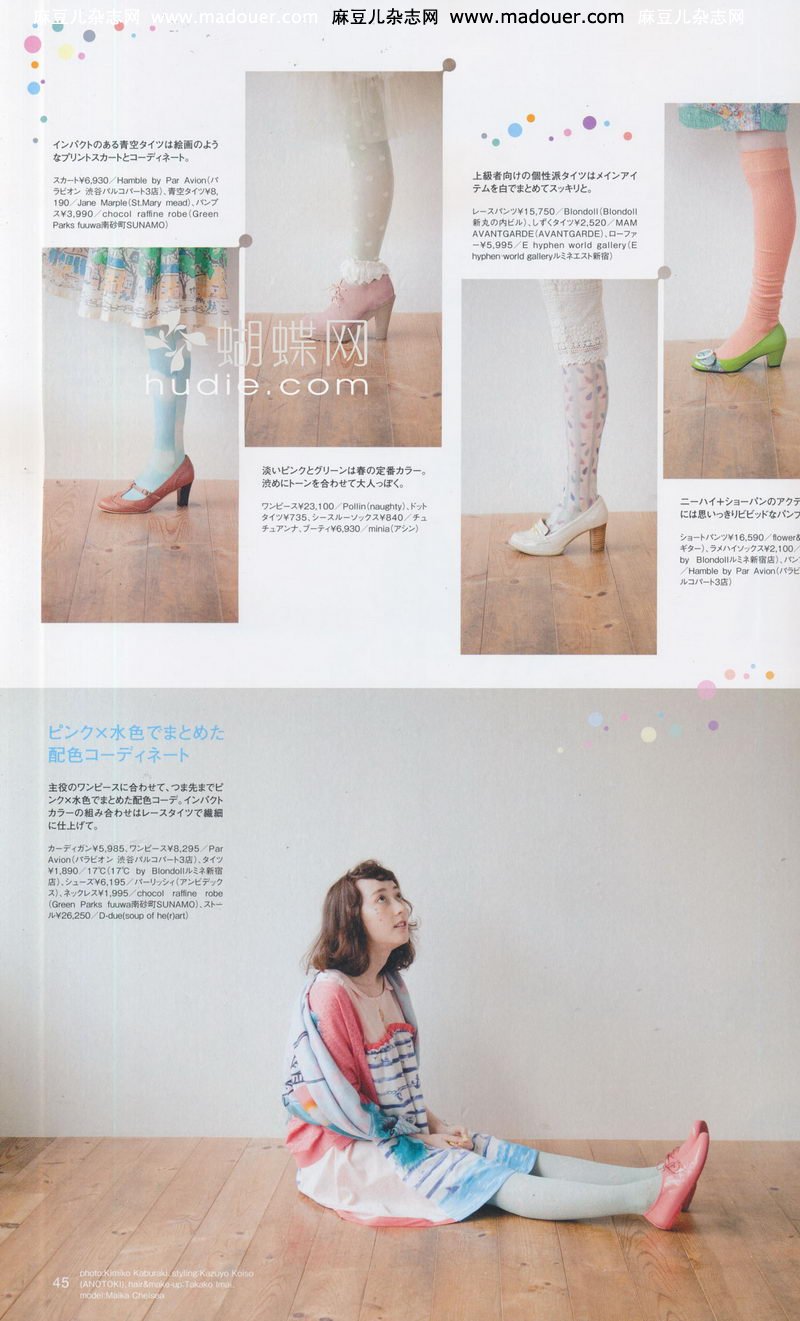 麻豆儿杂志网 www.madouer.com 麻豆儿杂志网 www.madouer.com 麻豆儿杂志网
インパクトのある青空タイツは絵画のよう
なプリントスカートとコーディネート。
スカート¥6,930/Hamble by Par Avion(パ
ラビオン 渋谷パルコパート3店)、青空タイツ¥8,
190/Jane Marple(St.Mary mead)、パンプ
ス¥3,990/chocol raffine robe(Green
Parks fuuwa南砂町SUNAMO)
上級者向けの個性派タイツはメインアイ
テムを白でまとめてスッキリと。
レースパンツ¥15,750/Blondoll(Blondoll
新丸の内ビル)、しずくタイツ¥2,520/MAM
AVANTGARDE(AVANTGARDE)、ローファ
ー¥5,995/E hyphen world gallery(E
hyphen world galleryルミネエスト新宿)
蝴蝶网
hudie.com
淡いピンクとグリーンは春の定番カラー。
渋めにトーンを合わせて大人っぽく。
ワンピース¥23,100/Pollin(naughty)、ドット
タイツ¥735、シースルーソックス¥840/チュ
チュアンナ、ブーティ¥6,930/minia(アシン)
ニーハイ+ショーパンのアクテ
には思いっきりビビッドなパンプ
ショートパンツ¥16,590/flower&
ギター)、ラメハイソックス¥2,100/
by Blondollルミネ新宿店)、パン
/Hamble by Par Avion(パラビ
ルコパート3店)
ピンク×水色でまとめた
配色コーディネート
主役のワンピースに合わせて、つま先までピ
ンク×水色でまとめた配色コーデ。インパクト
カラーの組み合わせはレースタイツで繊細
に仕上げて。
カーディガン¥5,985、ワンピース¥8,295/Par
Avion(パラビオン 渋谷パルコパート3店)、タイツ
¥1,890/17℃(17℃ by Blondollルミネ新宿
店)、シューズ¥6,195/パーリッシィ(アンビデック
ス)、ネックレス¥1,995/chocol raffine robe
(Green Parks fuuwa南砂町SUNAMO)、ストー
ル¥26,250/D-due(soup of he(r)art)
45
photo:Kimiko Kaburaki, styling:Kazuyo Koiso
(ANOTOKI), hair&make-up:Takako Imai,
model:Maika Chelsea